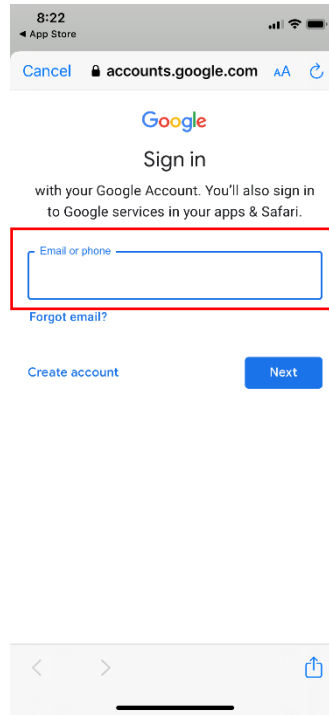 8:22
◀ App Store
Cancel accounts.google.com AA
Google
Sign in
with your Google Account. You'll also sign in
to Google services in your apps & Safari.
Email or phone
Forgot email?
Create account Next